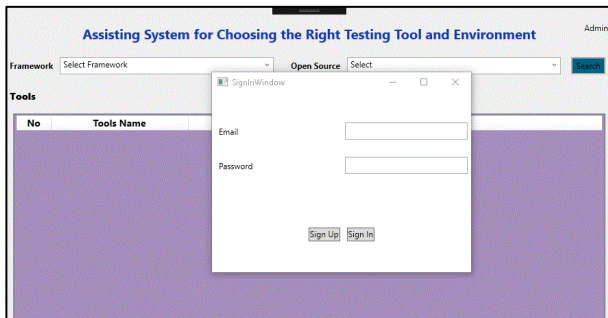 Assisting System for Choosing the Right Testing Tool and Environment
Admin
Framework Select Framework Open Source Select Search
SignInWindow
Tools
No Tools Name
Email
Password
Sign Up Sign In